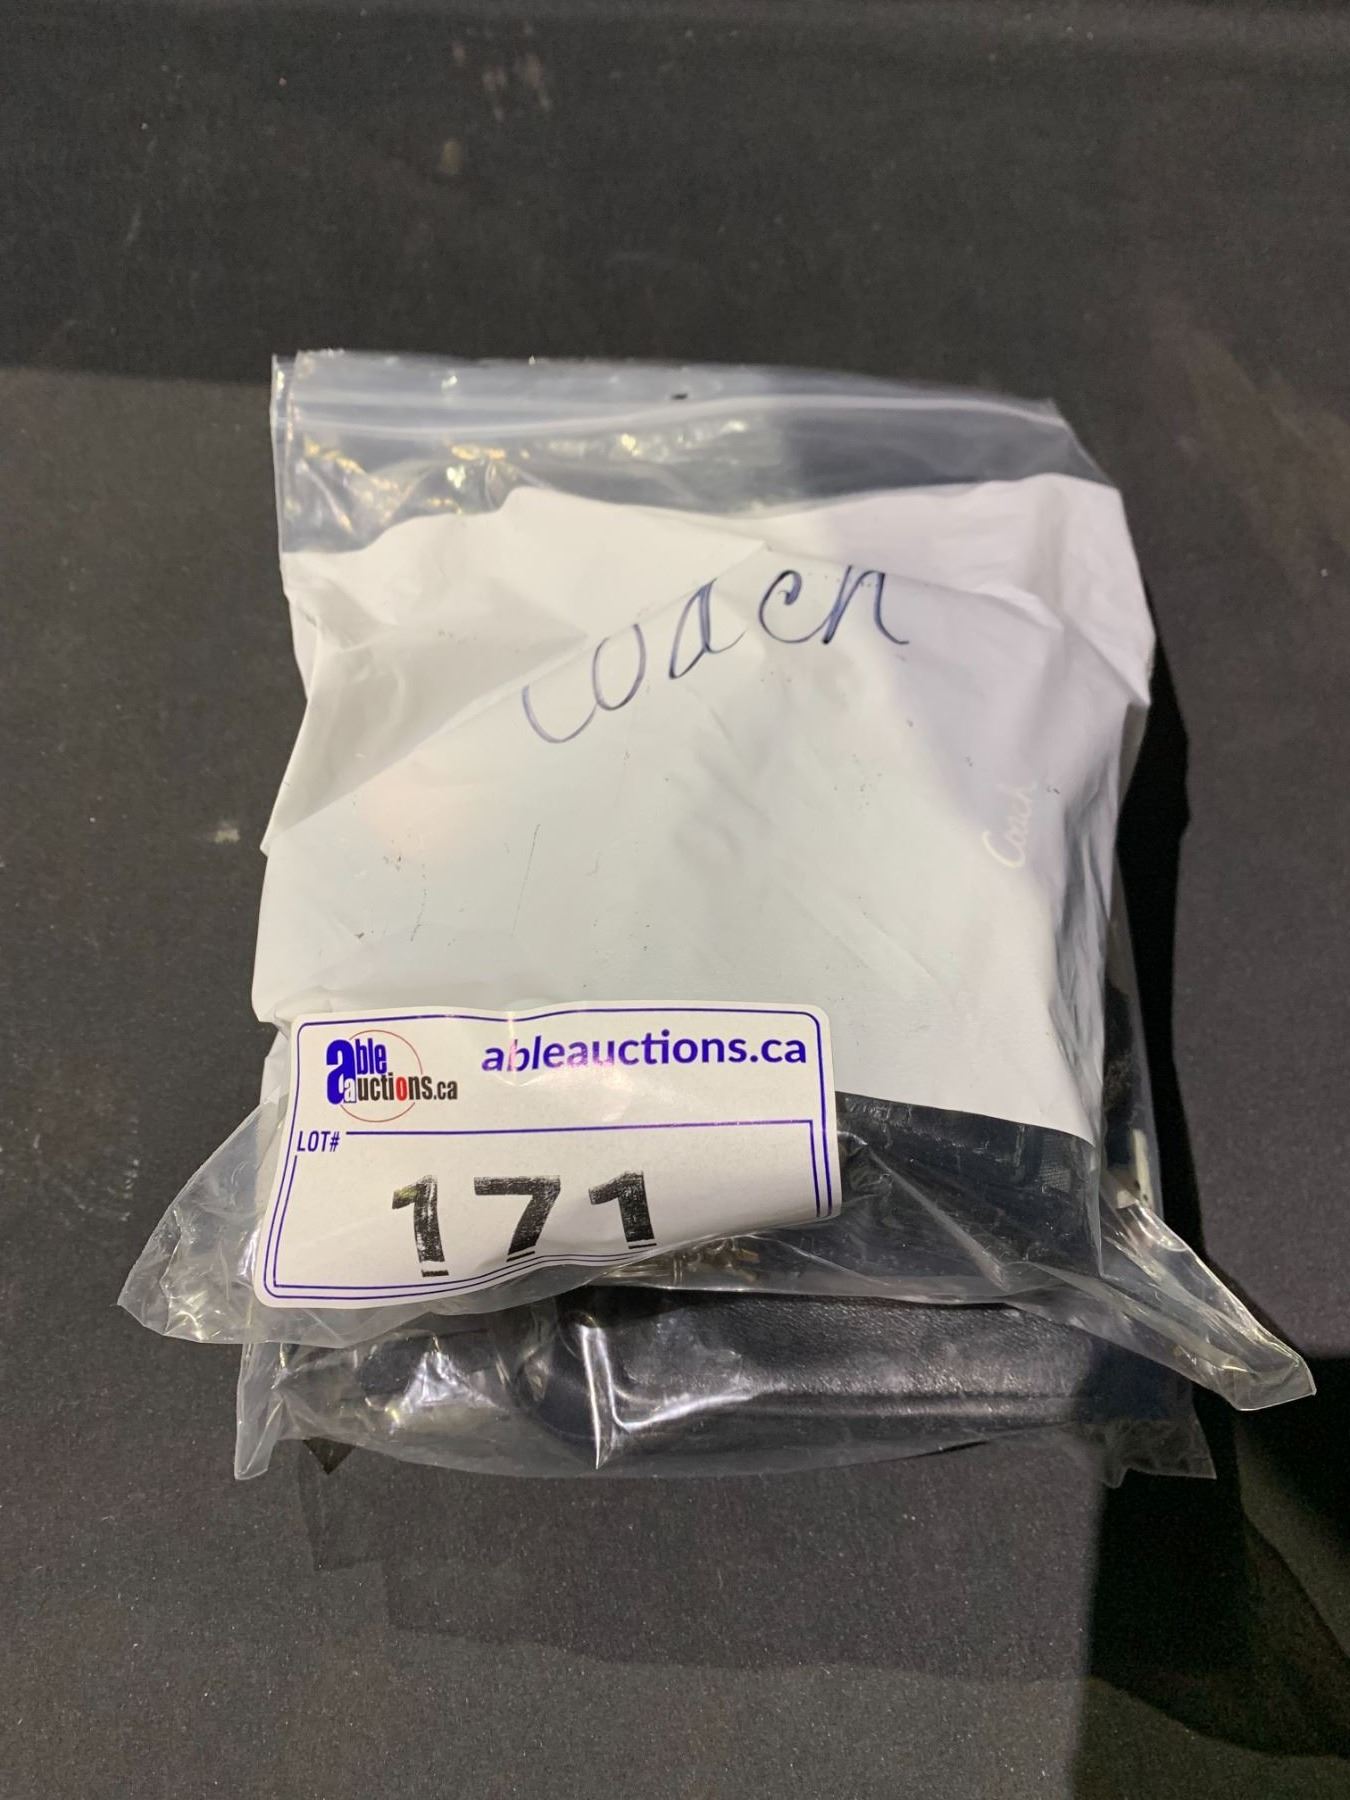 coach
Coach
able auctions.ca
ableauctions.ca
LOT#
171